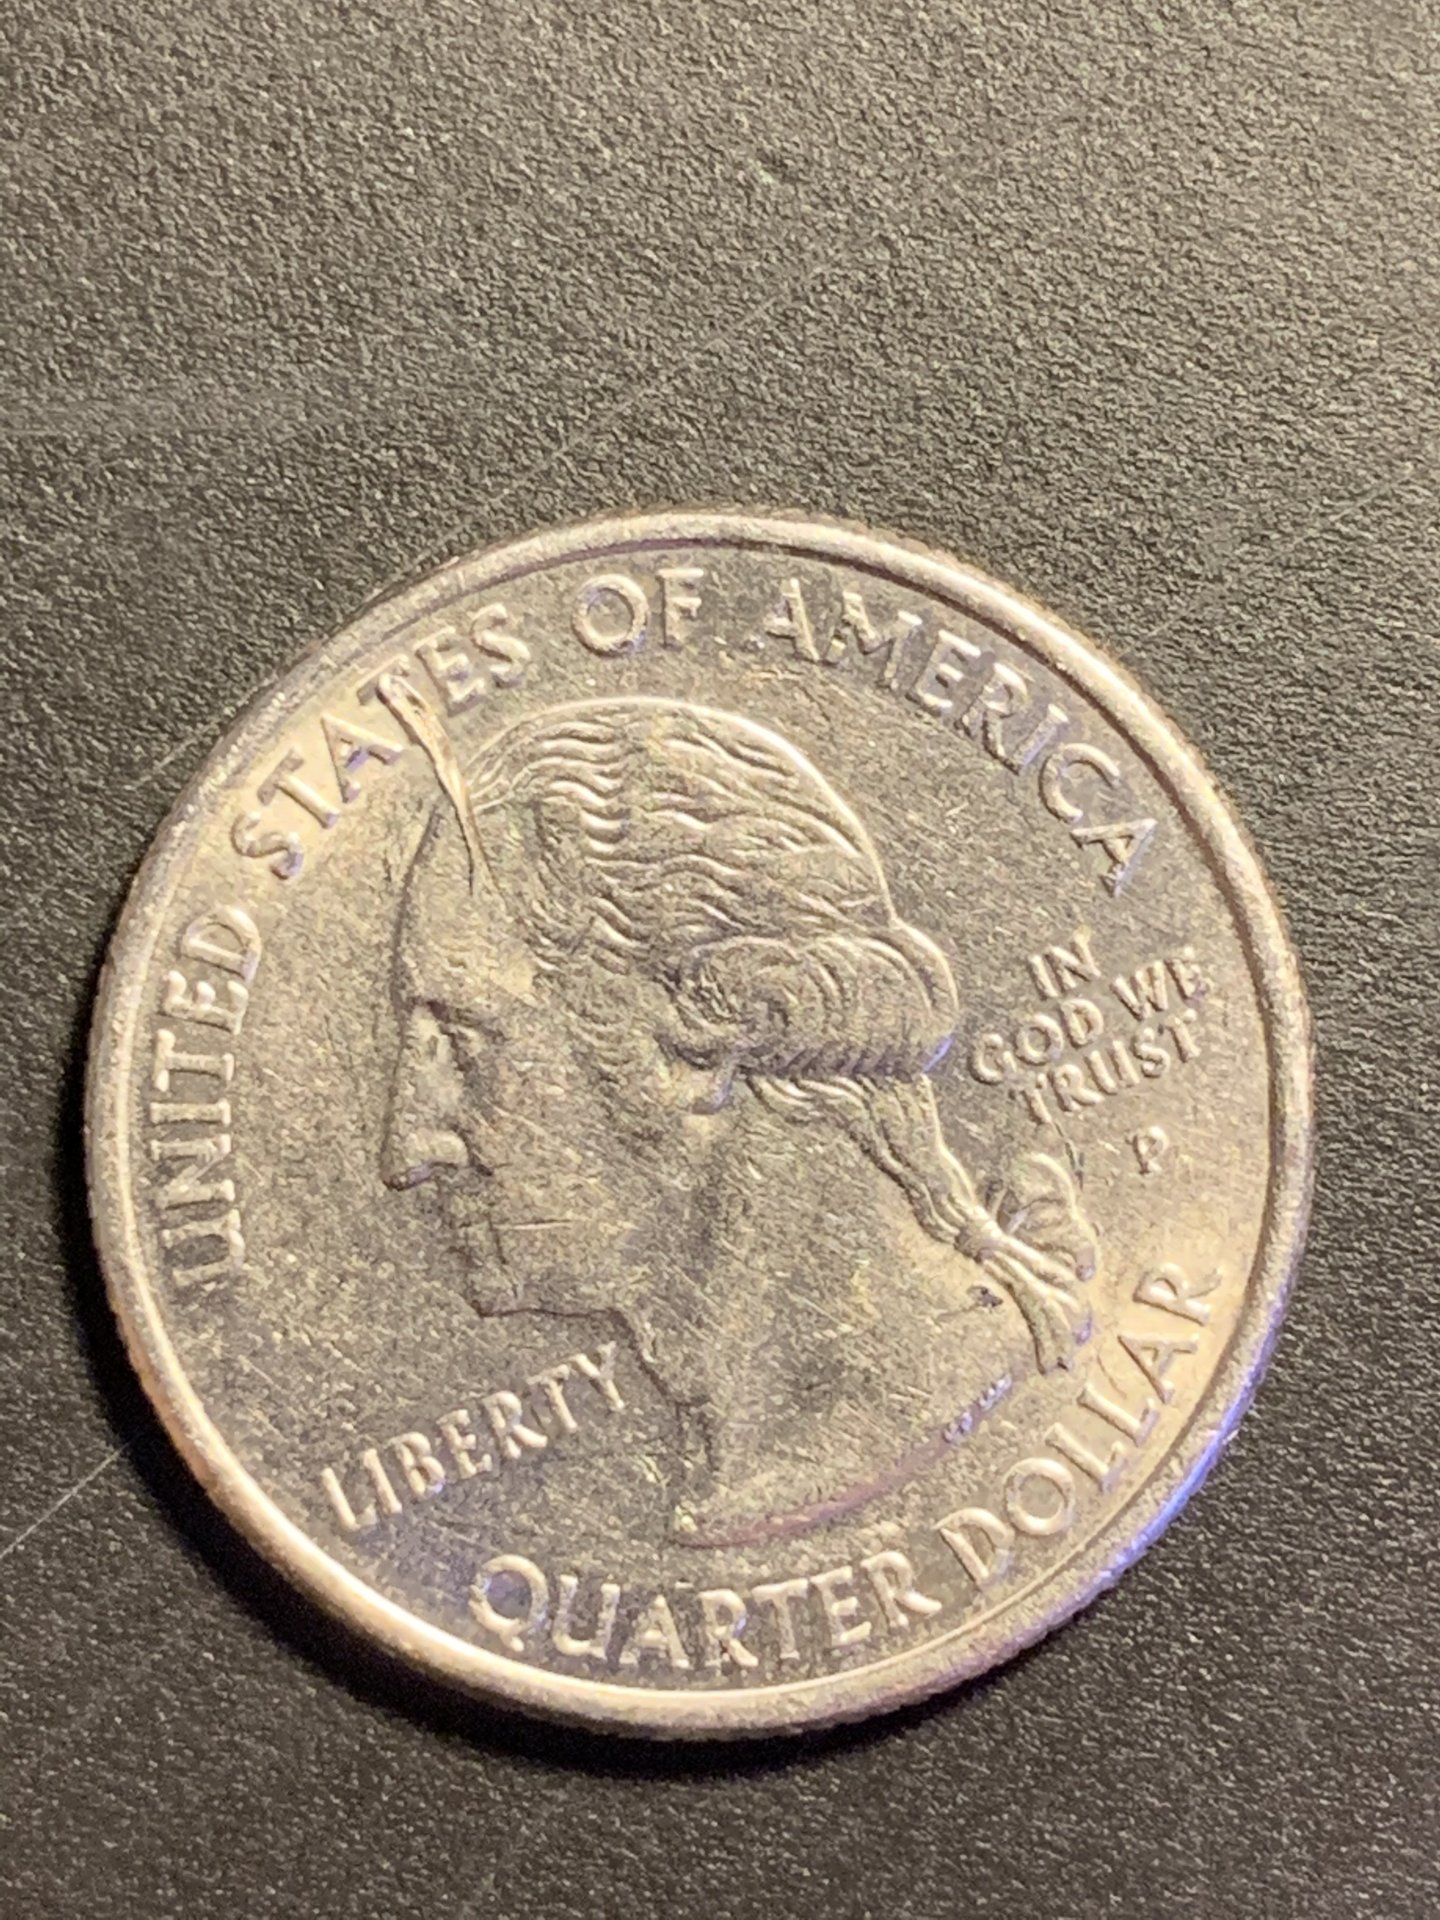 UNITED STATES OF AMERICA
IN
GOD WE
TRUST
P
LIBERTY
QUARTER DOLLAR